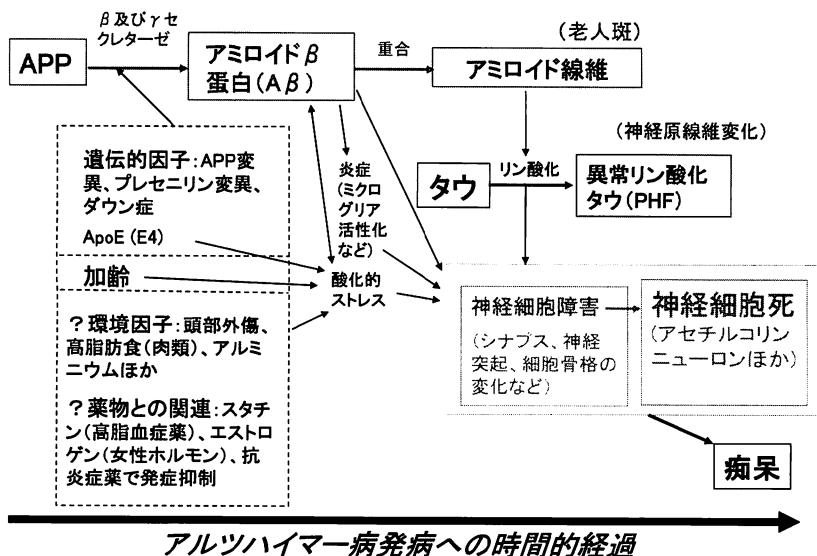 β及びγセ
クレターゼ
APP
アミロイドβ
蛋白(Aβ)
重合
(老人斑)
アミロイド線維
遺伝的因子:APP変
異、プレセニリン変異、
ダウン症
ApoE(E4)
加齢
?環境因子:頭部外傷、
高脂肪食(肉類)、アルミ
ニウムほか
?薬物との関連:スタチ
ン(高脂血症薬)、エストロ
ゲン(女性ホルモン)、抗
炎症薬で発症抑制
炎症
(ミクロ
グリア
活性化
など)
酸化的
ストレス
(神経原線維変化)
タウ
リン酸化
異常リン酸化
タウ(PHF)
神経細胞障害
(シナプス、神経
突起、細胞骨格の
変化など)
神経細胞死
(アセチルコリン
ニューロンほか)
痴呆
アルツハイマー病発病への時間的経過